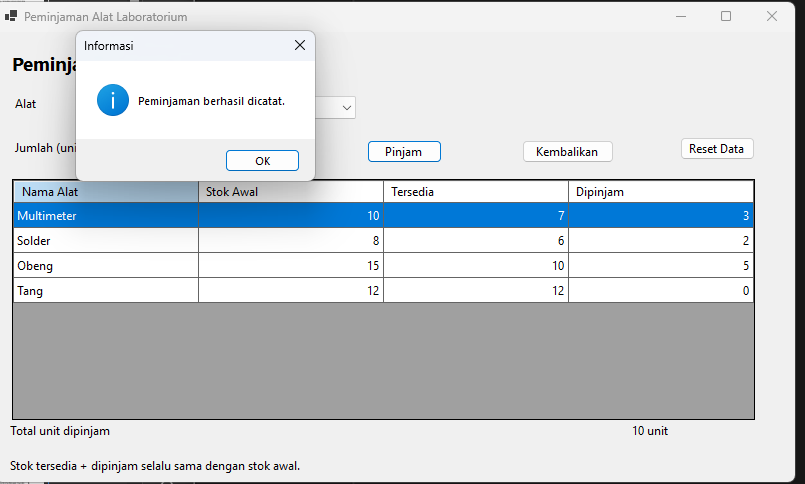 Peminjaman Alat Laboratorium
Informasi
Peminja
Peminjaman berhasil dicatat.
Alat
Jumlah (uni
OK
Pinjam
Kembalikan
Reset Data
Nama Alat Stok Awal Tersedia Dipinjam
Multimeter 10 7 3
Solder 8 6 2
Obeng 15 10 5
Tang 12 12 0
Total unit dipinjam 10 unit
Stok tersedia + dipinjam selalu sama dengan stok awal.